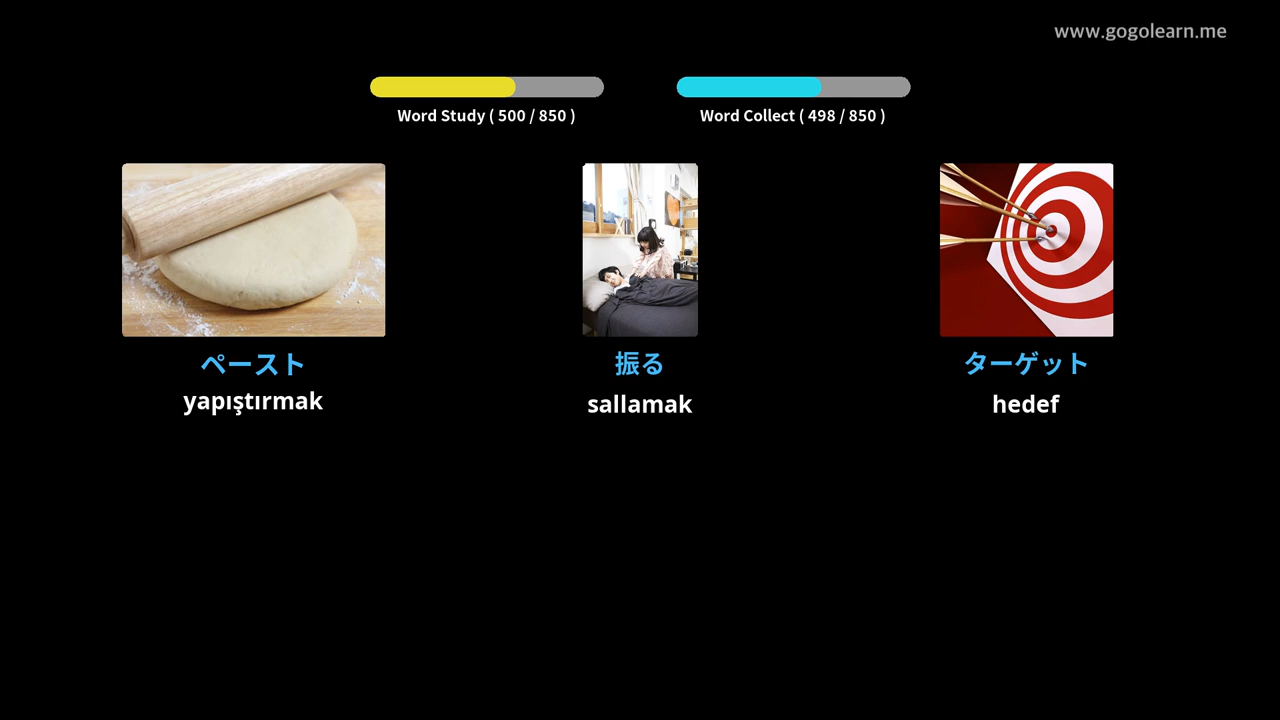 www.gogolearn.me
Word Study ( 500 / 850 )
Word Collect ( 498 / 850 )
ペースト
振る
ターゲット
yapıştırmak
sallamak
hedef